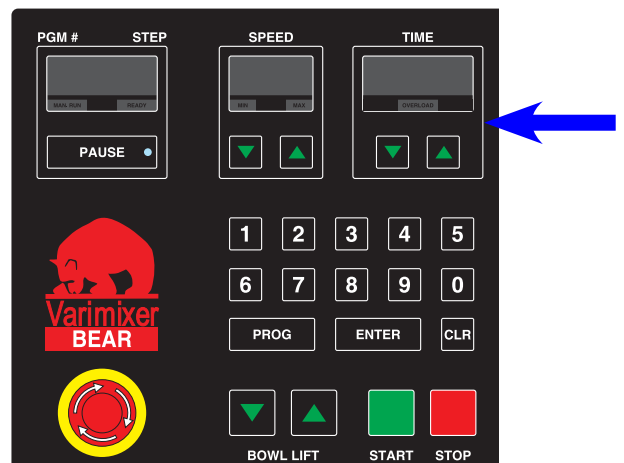 PGM # STEP SPEED TIME
MAN. RUN READY MIN MAX OVERLOAD
PAUSE
1 2 3 4 5
6 7 8 9 0
Varimixer
BEAR
PROG ENTER CLR
BOWL LIFT START STOP